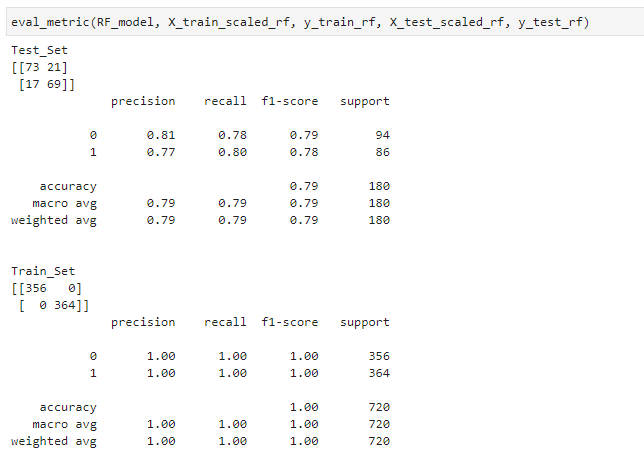 eval_metric(RF_model, X_train_scaled_rf, y_train_rf, X_test_scaled_rf, y_test_rf)
Test_Set
[[73 21]
 [17 69]]
              precision    recall  f1-score   support

           0       0.81      0.78      0.79        94
           1       0.77      0.80      0.78        86

    accuracy                           0.79       180
   macro avg       0.79      0.79      0.79       180
weighted avg       0.79      0.79      0.79       180

Train_Set
[[356   0]
 [  0 364]]
              precision    recall  f1-score   support

           0       1.00      1.00      1.00       356
           1       1.00      1.00      1.00       364

    accuracy                           1.00       720
   macro avg       1.00      1.00      1.00       720
weighted avg       1.00      1.00      1.00       720